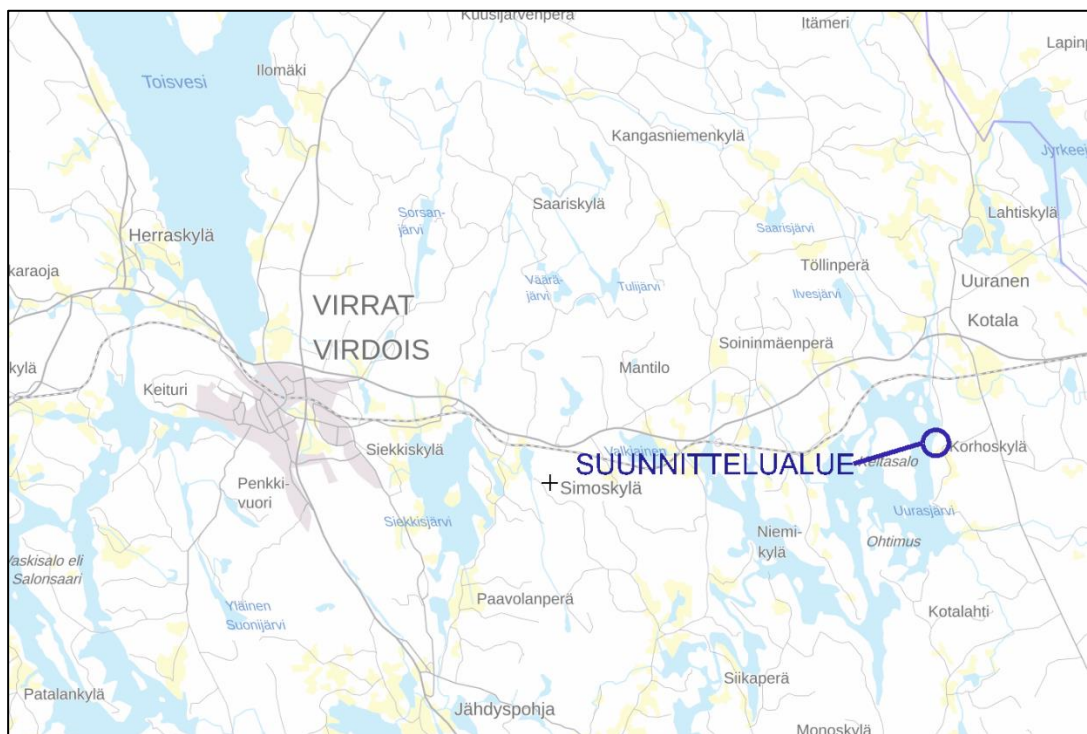 Kuusijärvenperä
Itämeri
Lapinp
Toisvesi
Ilomäki
Kangasniemenkylä
Jyrkeej
Sorsan-
järvi
Saariskylä
Lahtiskylä
Herraskylä
Saarisjärvi
karaoja
Töllinperä
Väärä-
järvi
Tulijärvi
Uuranen
Ilvesjärvi
VIRRAT
Kotala
VIRDOIS
Soininmäenperä
kylä
Mantilo
Keituri
Siekkiskylä
Valkiainen
Korhoskylä
SUUNNITTELUALUE
Keitasalo
Penkki-
vuori
Simoskylä
Siekkisjärvi
Uurasjärvi
Niemi-
kylä
Ohtimus
Vaskisalo eli
Salonsaari
Paavolanperä
Yläinen
Suonijärvi
Kotalahti
Patalankylä
Siikaperä
Jähdyspohja
Monoskylä